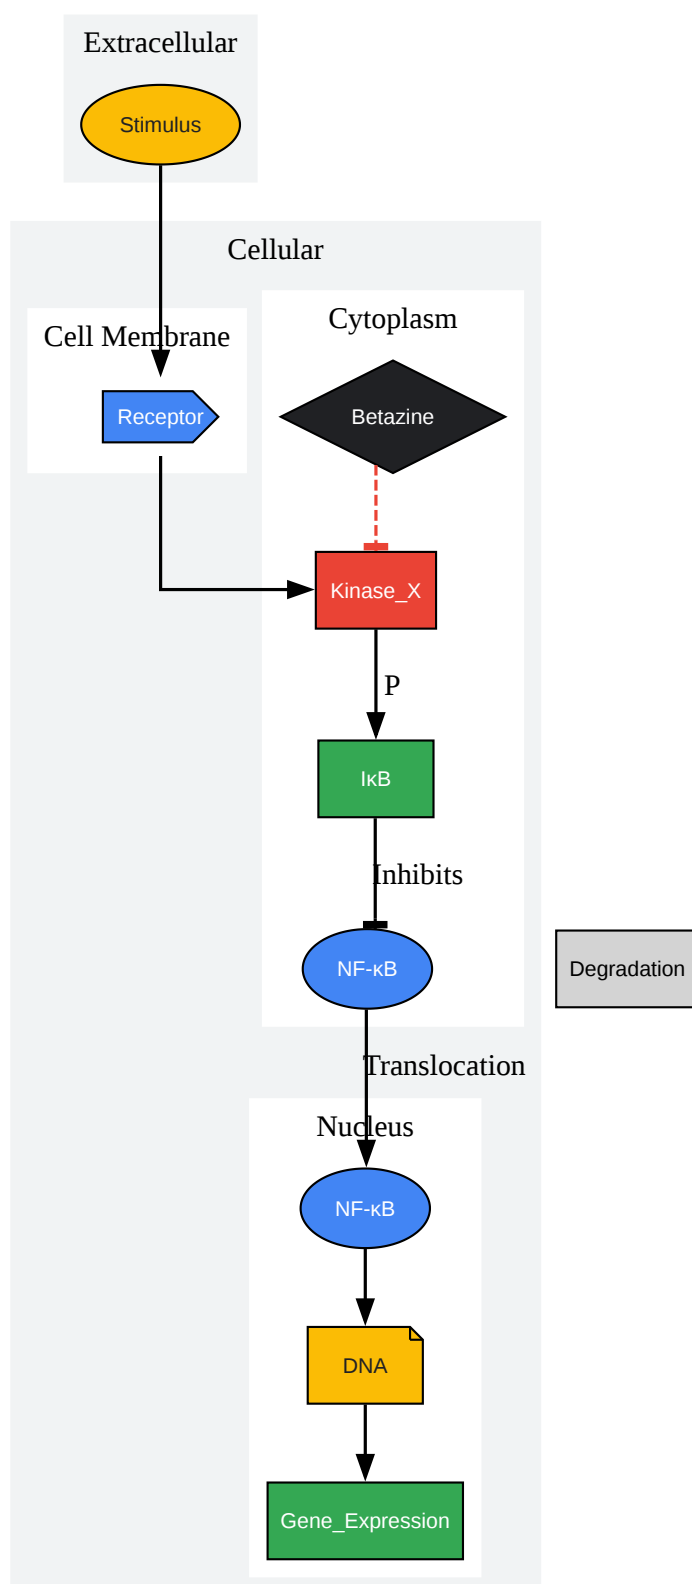 Extracellular
Stimulus
Cellular
Cell Membrane
Receptor
Cytoplasm
Betazine
Kinase_X
P
IκB
Inhibits
NF-κB
Degradation
Translocation
Nucleus
NF-κB
DNA
Gene_Expression